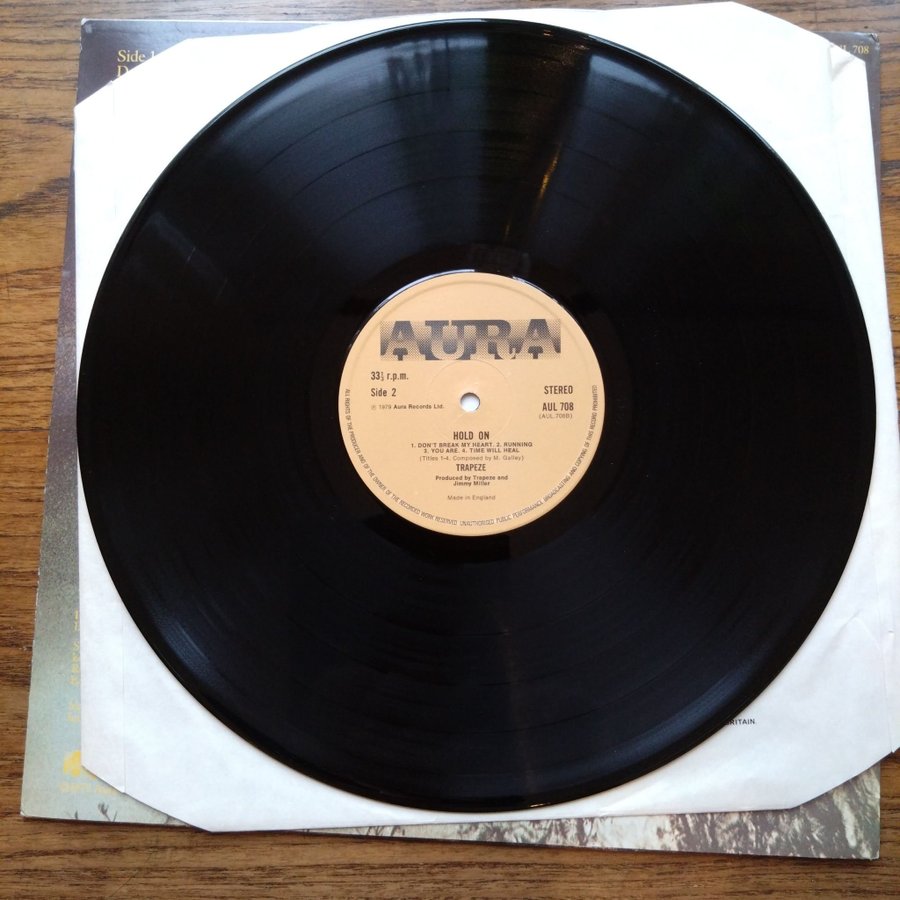 Side 1
AUL 708
AURA
33⅓ r.p.m.
Side 2
℗ 1979 Aura Records Ltd.
STEREO
AUL 708
(AUL.708B)
HOLD ON
1. DON'T BREAK MY HEART. 2. RUNNING
3. YOU ARE. 4. TIME WILL HEAL
(Titles 1-4, Composed by M. Galley)
TRAPEZE
Produced by Trapeze and
Jimmy Miller
Made in England
ALL RIGHTS OF THE PRODUCER AND OF THE OWNER OF THE RECORDED WORK RESERVED UNAUTHORISED PUBLIC PERFORMANCE BROADCASTING AND COPYING OF THIS RECORD PROHIBITED